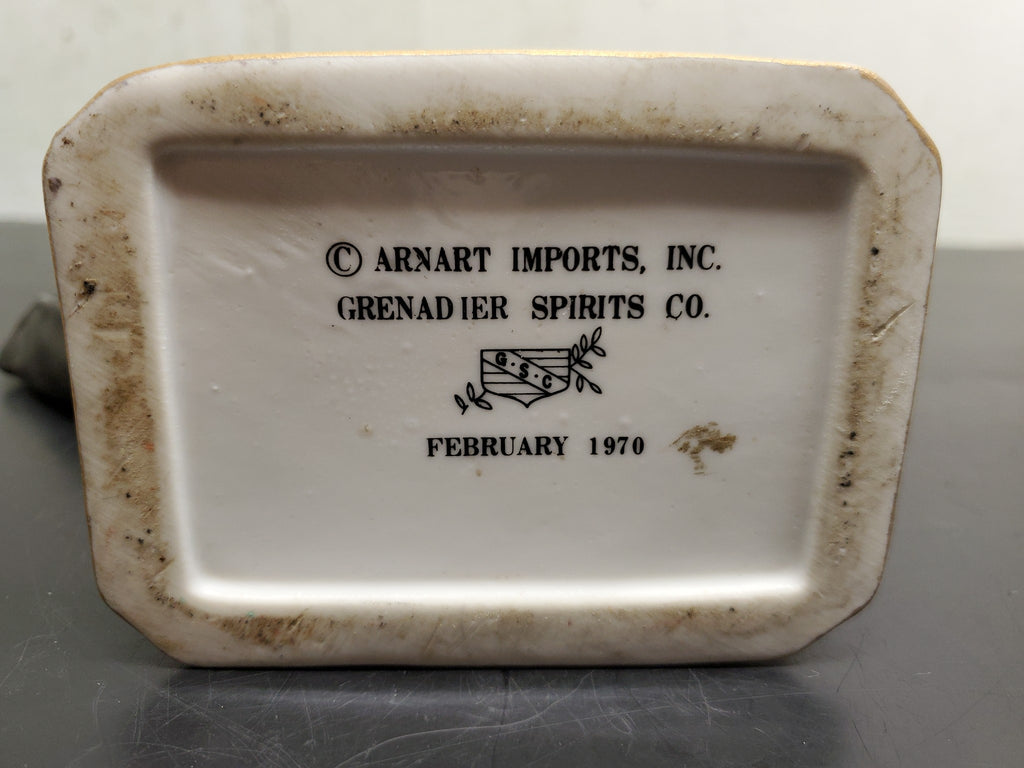 © ARNART IMPORTS, INC.
GRENADIER SPIRITS CO.
G·S·C
FEBRUARY 1970